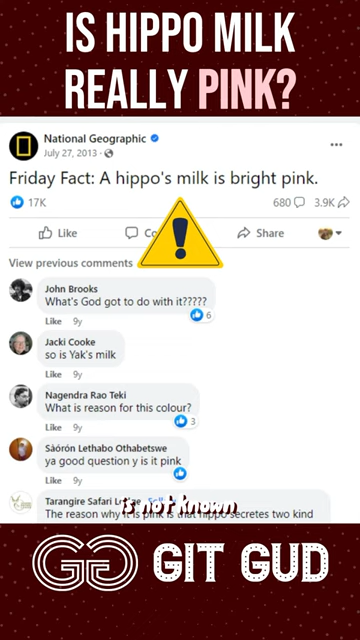 IS HIPPO MILK
REALLY PINK?
National Geographic
July 27, 2013 ·
Friday Fact: A hippo's milk is bright pink.
17K
680
3.9K
Like
Share
View previous comments
John Brooks
What's God got to do with it?????
Like 9y
6
Jacki Cooke
so is Yak's milk
Like 9y
Nagendra Rao Teki
What is reason for this colour?
Like 9y
3
Sáórón Lethabo Othabetswe
ya good question y is it pink
Like 9y
Tarangire Safari
is not known
The reason why it is pink is that hippo secretes two kind
GIT GUD